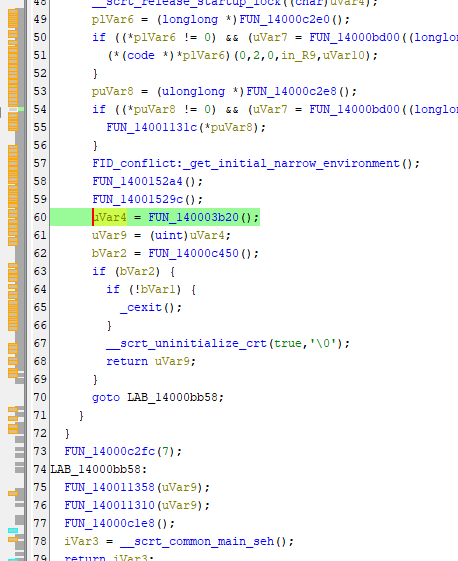 48 __scrt_release_startup_lock((char)uVar4);
49 plVar6 = (longlong *)FUN_14000c2e0();
50 if ((*plVar6 != 0) && (uVar7 = FUN_14000bd00((longlong
51 (*(code *)*plVar6)(0,2,0,in_R9,uVar10);
52 }
53 puVar8 = (ulonglong *)FUN_14000c2e8();
54 if ((*puVar8 != 0) && (uVar7 = FUN_14000bd00((longlong
55 FUN_14001131c(*puVar8);
56 }
57 FID_conflict:_get_initial_narrow_environment();
58 FUN_1400152a4();
59 FUN_14001529c();
60 uVar4 = FUN_140003b20();
61 uVar9 = (uint)uVar4;
62 bVar2 = FUN_14000c450();
63 if (bVar2) {
64 if (!bVar1) {
65 _cexit();
66 }
67 __scrt_uninitialize_crt(true,'\0');
68 return uVar9;
69 }
70 goto LAB_14000bb58;
71 }
72 }
73 FUN_14000c2fc(7);
74 LAB_14000bb58:
75 FUN_140011358(uVar9);
76 FUN_140011310(uVar9);
77 FUN_14000c1e8();
78 iVar3 = __scrt_common_main_seh();
79 return iVar3;